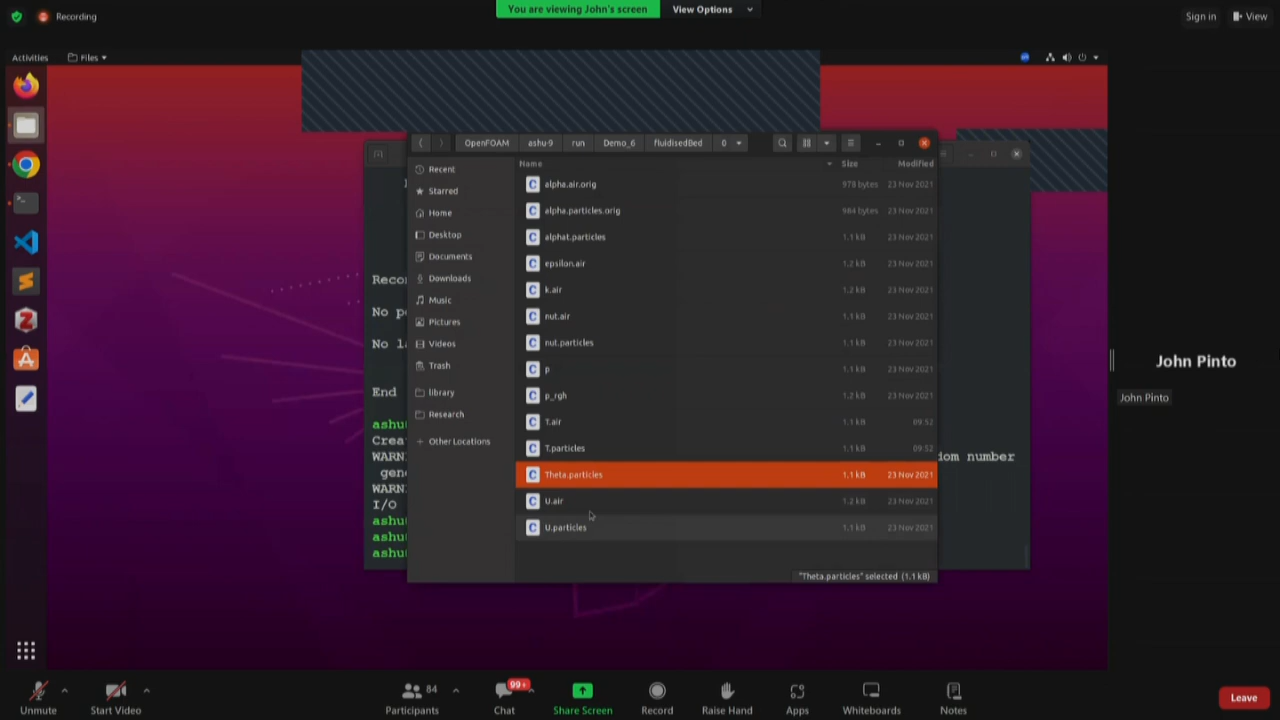 Recording
You are viewing John's screen
View Options
Sign in
View
Activities
Files
OpenFOAM
ashu-9
run
Demo_6
fluidisedBed
0
Name
Size
Modified
Recent
Starred
Home
Desktop
Documents
Downloads
Music
Pictures
Videos
Trash
library
Research
Other Locations
alpha.air.orig 978 bytes 23 Nov 2021
alpha.particles.orig 984 bytes 23 Nov 2021
alphat.particles 1.1 kB 23 Nov 2021
epsilon.air 1.2 kB 23 Nov 2021
k.air 1.2 kB 23 Nov 2021
nut.air 1.1 kB 23 Nov 2021
nut.particles 1.1 kB 23 Nov 2021
p 1.1 kB 23 Nov 2021
p_rgh 1.2 kB 23 Nov 2021
T.air 1.1 kB 09:52
T.particles 1.1 kB 09:52
Theta.particles 1.1 kB 23 Nov 2021
U.air 1.2 kB 23 Nov 2021
U.particles 1.1 kB 23 Nov 2021
"Theta.particles" selected (1.1 kB)
No
No
End
I/O
number
John Pinto
John Pinto
Unmute
Start Video
84
Participants
99+
Chat
Share Screen
Record
Raise Hand
Apps
Whiteboards
Notes
Leave